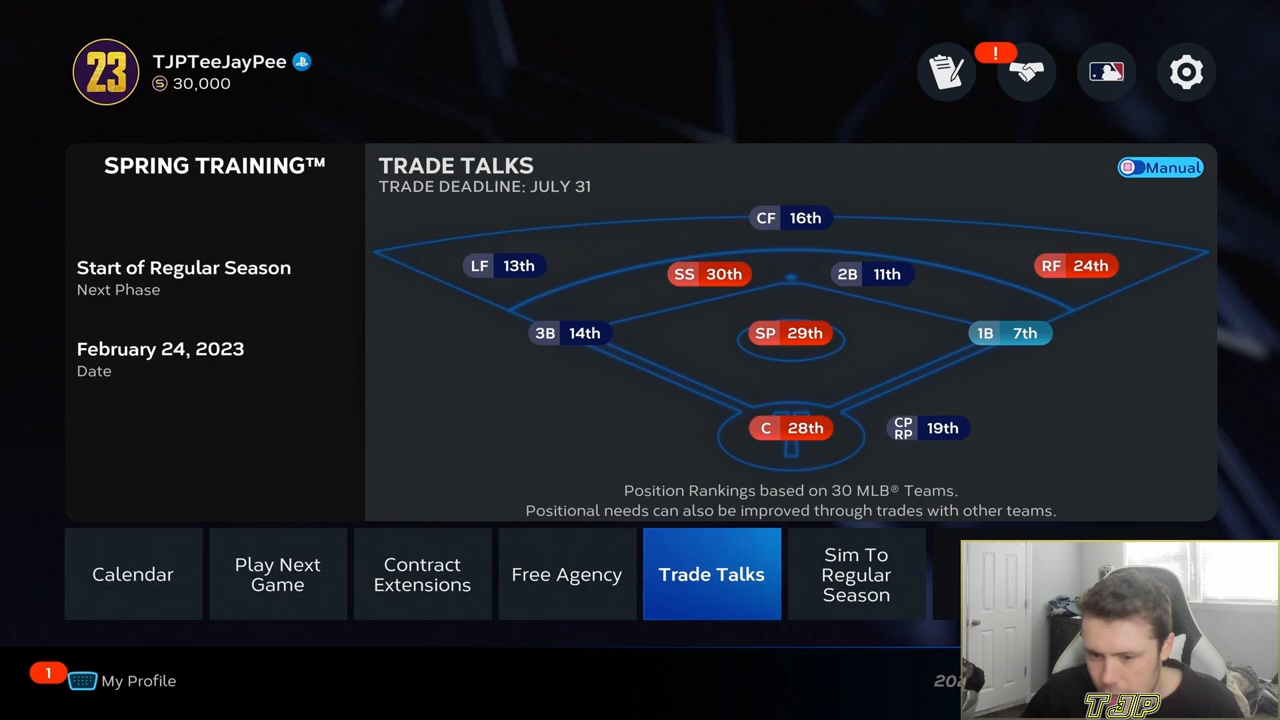 23
TJPTeeJayPee
S 30,000
!
SPRING TRAINING™
Start of Regular Season
Next Phase
February 24, 2023
Date
TRADE TALKS
TRADE DEADLINE: JULY 31
Manual
CF 16th
LF 13th
SS 30th
2B 11th
RF 24th
3B 14th
SP 29th
1B 7th
C 28th
CP RP 19th
Position Rankings based on 30 MLB® Teams.
Positional needs can also be improved through trades with other teams.
Calendar
Play Next
Game
Contract
Extensions
Free Agency
Trade Talks
Sim To
Regular
Season
1
My Profile
202
TJP